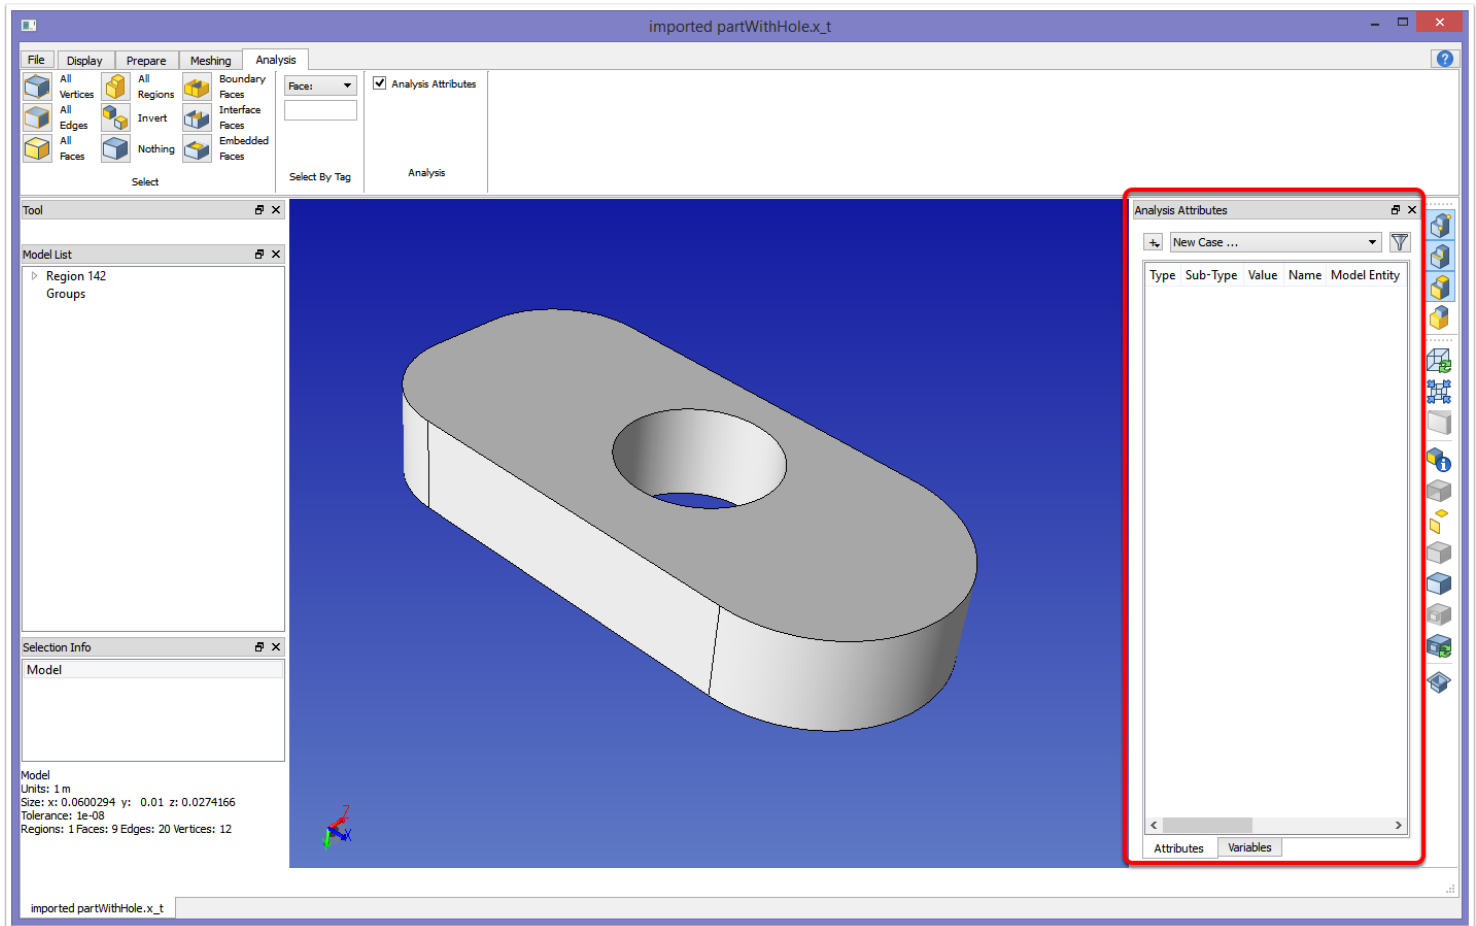 imported partWithHole.x_t
File Display Prepare Meshing Analysis
All Vertices
All Regions
Boundary Faces
All Edges
Invert
Interface Faces
All Faces
Nothing
Embedded Faces
Select
Face:
Select By Tag
Analysis Attributes
Analysis
Tool
Model List
Region 142
Groups
Selection Info
Model
Model
Units: 1 m
Size: x: 0.0600294 y: 0.01 z: 0.0274166
Tolerance: 1e-08
Regions: 1 Faces: 9 Edges: 20 Vertices: 12
Z
X
Y
Analysis Attributes
New Case ...
Type Sub-Type Value Name Model Entity
Attributes Variables
imported partWithHole.x_t